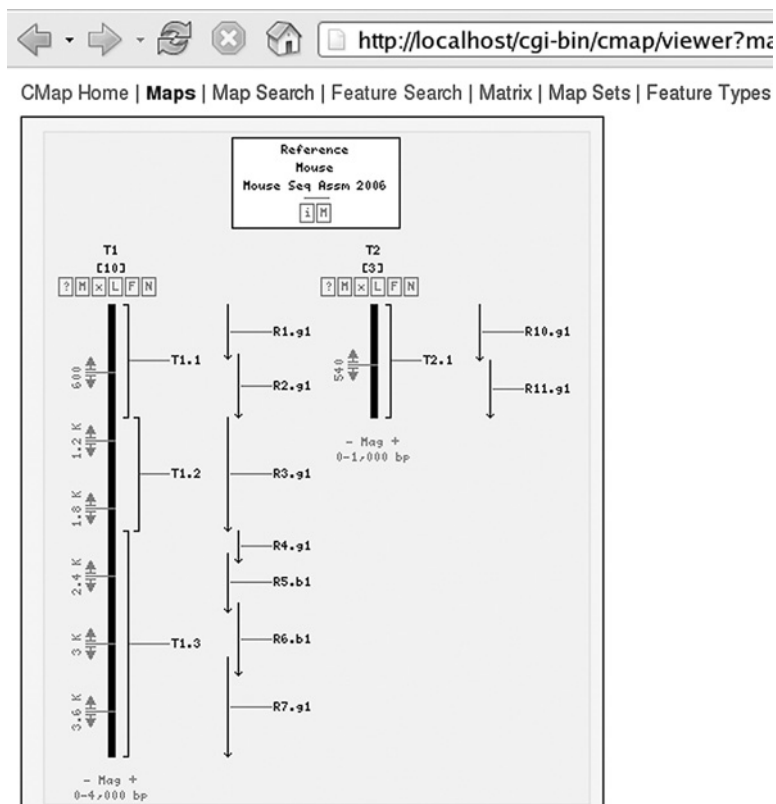 http://localhost/cgi-bin/cmap/viewer?ma
CMap Home | Maps | Map Search | Feature Search | Matrix | Map Sets | Feature Types
Reference
Mouse
Mouse Seq Assm 2006
i M
T1
[10]
? M x L F N
600
1.2 K
1.8 K
2.4 K
3 K
3.6 K
T1.1
T1.2
T1.3
R1.g1
R2.g1
R3.g1
R4.g1
R5.b1
R6.b1
R7.g1
- Mag +
0-4,000 bp
T2
[3]
? M x L F N
540
T2.1
R10.g1
R11.g1
- Mag +
0-1,000 bp